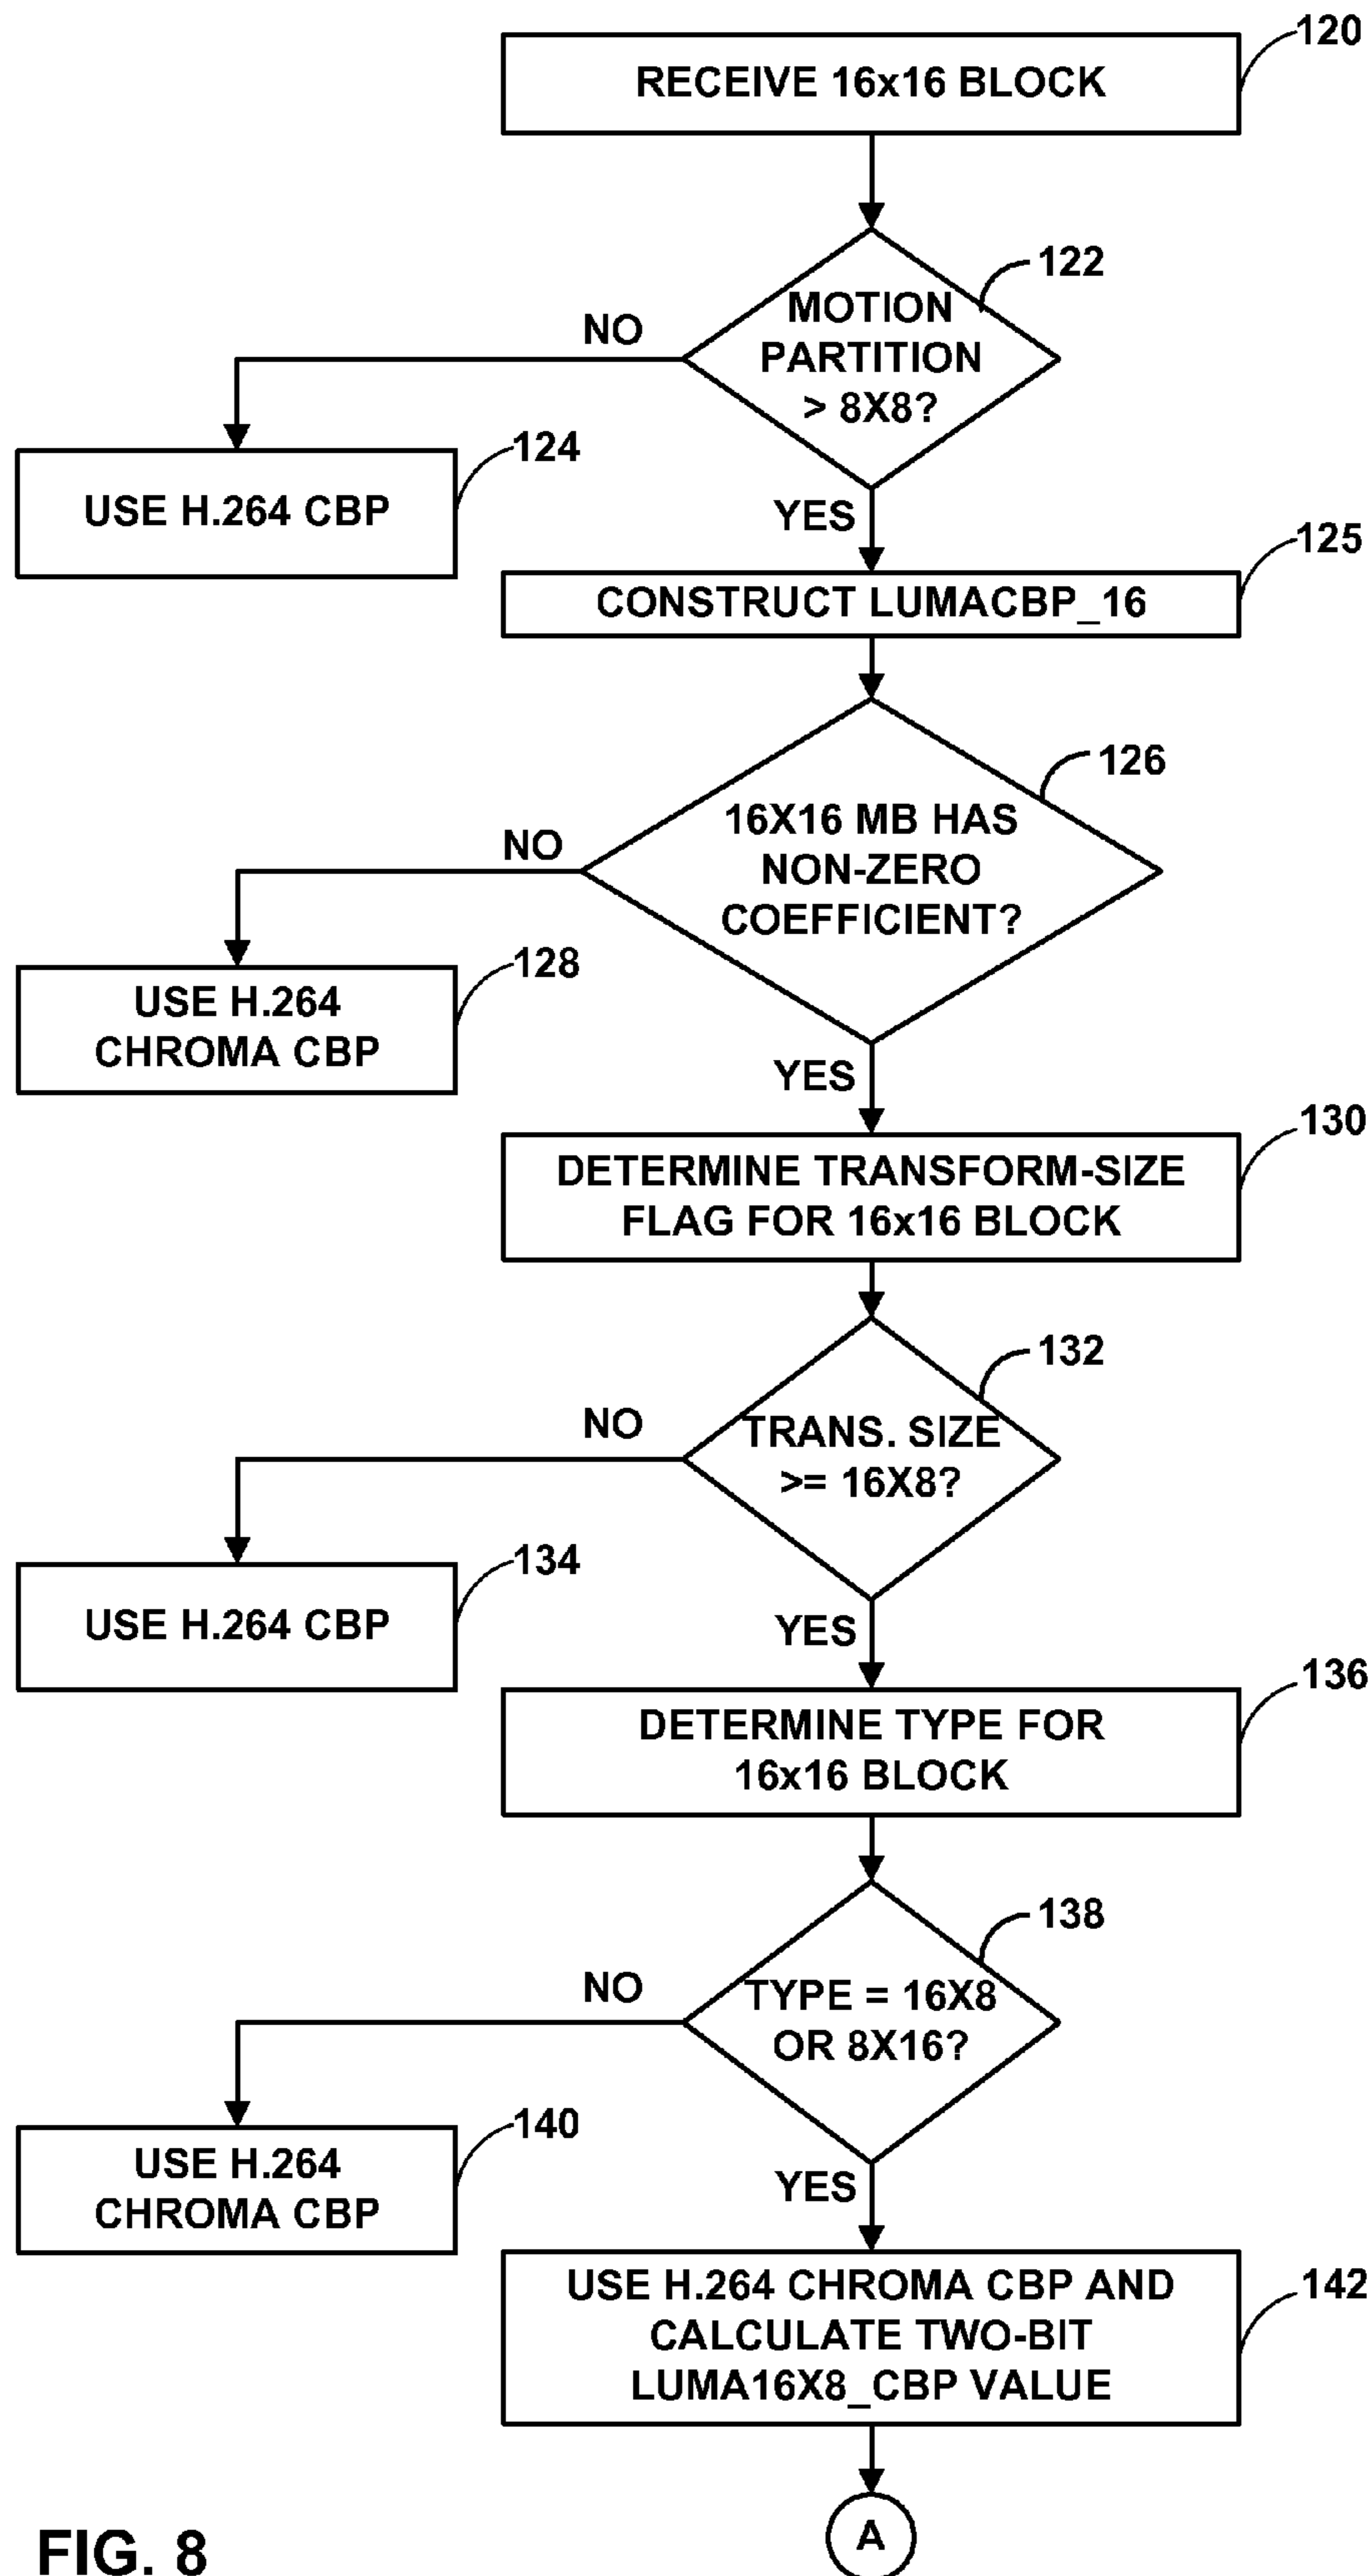 120
RECEIVE 16x16 BLOCK
122
MOTION
PARTITION
> 8X8?
NO
124
USE H.264 CBP
YES
125
CONSTRUCT LUMACBP_16
126
16X16 MB HAS
NON-ZERO
COEFFICIENT?
NO
128
USE H.264
CHROMA CBP
YES
130
DETERMINE TRANSFORM-SIZE
FLAG FOR 16x16 BLOCK
132
TRANS. SIZE
>= 16X8?
NO
134
USE H.264 CBP
YES
136
DETERMINE TYPE FOR
16x16 BLOCK
138
TYPE = 16X8
OR 8X16?
NO
140
USE H.264
CHROMA CBP
YES
142
USE H.264 CHROMA CBP AND
CALCULATE TWO-BIT
LUMA16X8_CBP VALUE
A
FIG. 8